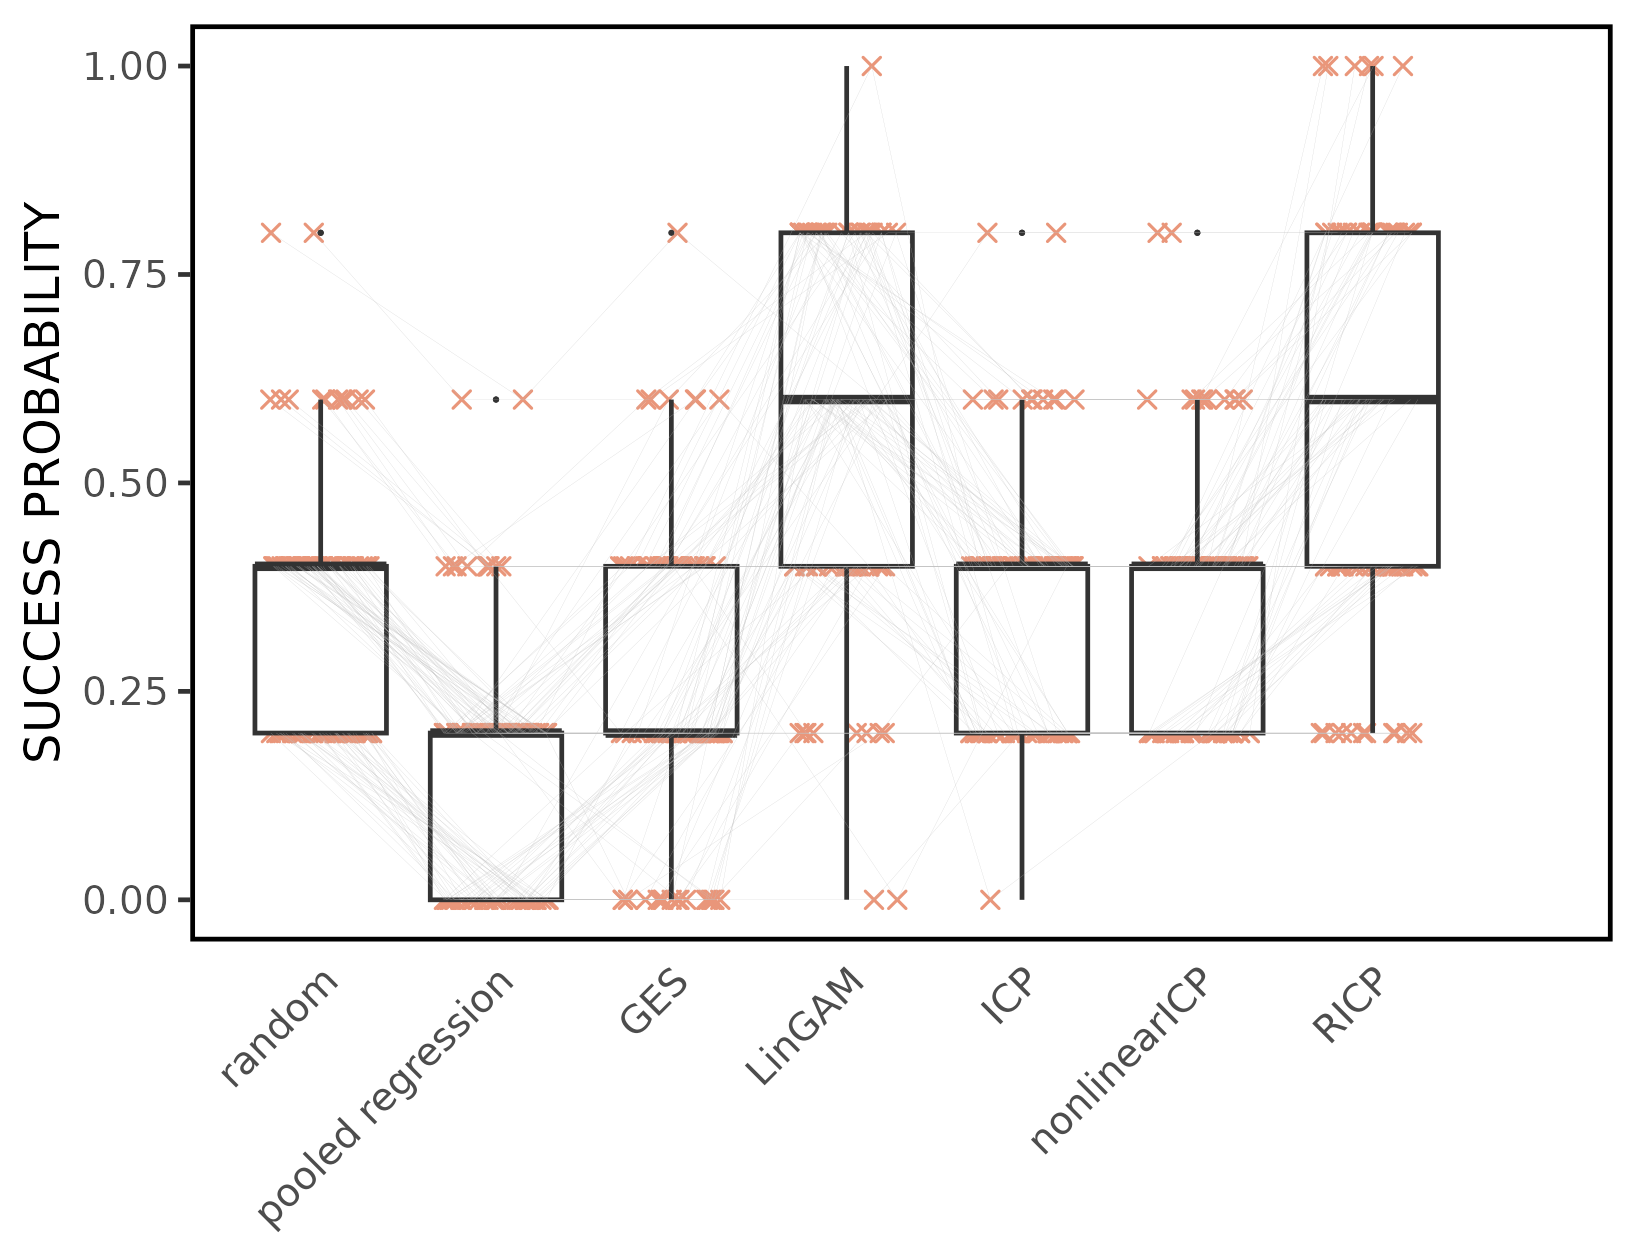 SUCCESS PROBABILITY
1.00
0.75
0.50
0.25
0.00
random
pooled regression
GES
LinGAM
ICP
nonlinearICP
RICP